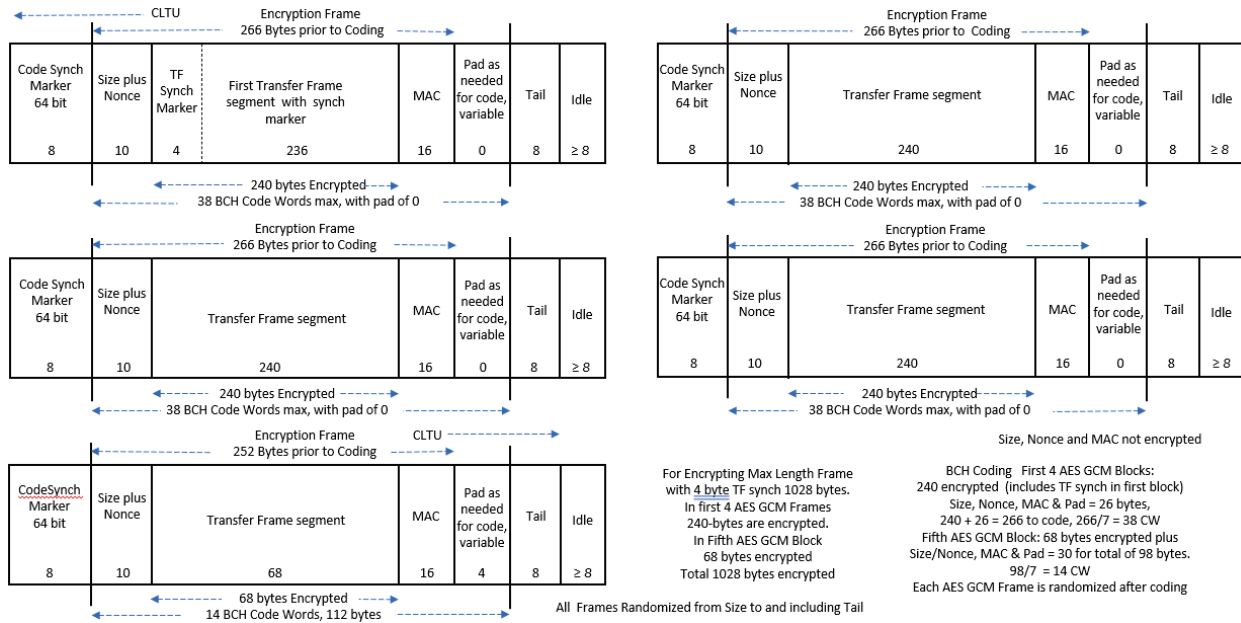 CLTU
Encryption Frame
266 Bytes prior to Coding
Code Synch
Marker
64 bit
8
Size plus
Nonce
10
TF
Synch
Marker
4
First Transfer Frame
segment with synch
marker
236
MAC
16
Pad as
needed
for code,
variable
0
Tail
8
Idle
≥ 8
240 bytes Encrypted
38 BCH Code Words max, with pad of 0
Encryption Frame
266 Bytes prior to Coding
Code Synch
Marker
64 bit
8
Size plus
Nonce
10
Transfer Frame segment
240
MAC
16
Pad as
needed
for code,
variable
0
Tail
8
Idle
≥ 8
240 bytes Encrypted
38 BCH Code Words max, with pad of 0
Encryption Frame
266 Bytes prior to Coding
Code Synch
Marker
64 bit
8
Size plus
Nonce
10
Transfer Frame segment
240
MAC
16
Pad as
needed
for code,
variable
0
Tail
8
Idle
≥ 8
240 bytes Encrypted
38 BCH Code Words max, with pad of 0
Encryption Frame
266 Bytes prior to Coding
Code Synch
Marker
64 bit
8
Size plus
Nonce
10
Transfer Frame segment
240
MAC
16
Pad as
needed
for code,
variable
0
Tail
8
Idle
≥ 8
240 bytes Encrypted
38 BCH Code Words max, with pad of 0
Encryption Frame
CLTU
252 Bytes prior to Coding
CodeSynch
Marker
64 bit
8
Size plus
Nonce
10
Transfer Frame segment
68
MAC
16
Pad as
needed
for code,
variable
4
Tail
8
Idle
≥ 8
68 bytes Encrypted
14 BCH Code Words, 112 bytes
For Encrypting Max Length Frame
with 4 byte TF synch 1028 bytes.
In first 4 AES GCM Frames
240-bytes are encrypted.
In Fifth AES GCM Block
68 bytes encrypted
Total 1028 bytes encrypted
Size, Nonce and MAC not encrypted
BCH Coding First 4 AES GCM Blocks:
240 encrypted (includes TF synch in first block)
Size, Nonce, MAC & Pad = 26 bytes,
240 + 26 = 266 to code, 266/7 = 38 CW
Fifth AES GCM Block: 68 bytes encrypted plus
Size/Nonce, MAC & Pad = 30 for total of 98 bytes.
98/7 = 14 CW
Each AES GCM Frame is randomized after coding
All Frames Randomized from Size to and including Tail